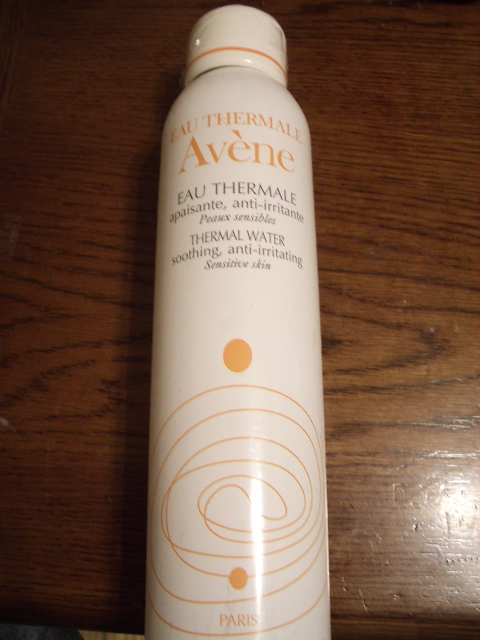 EAU THERMALE
Avène
EAU THERMALE
apaisante, anti-irritante
Peaux sensibles
THERMAL WATER
soothing, anti-irritating
Sensitive skin
PARIS